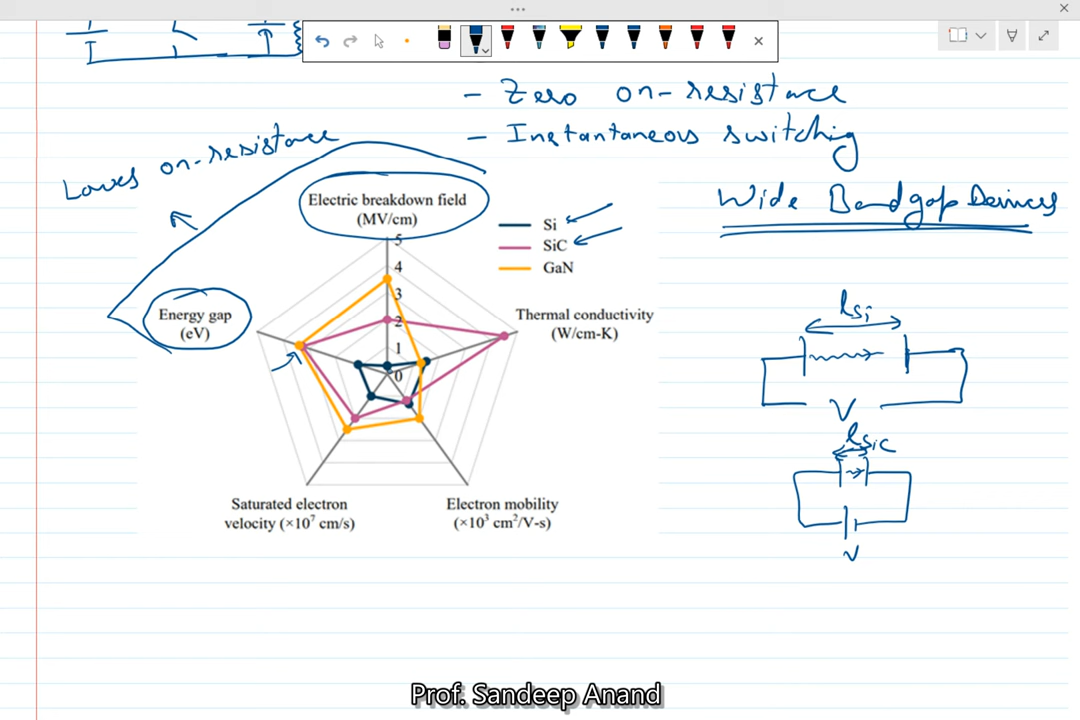 - Zero on-resistance
- Instantaneous switching
Lowers on-resistance
Wide Bandgap Devices
Electric breakdown field
(MV/cm)
Si
SiC
GaN
5
4
3
2
1
0
Energy gap
(eV)
Thermal conductivity
(W/cm-K)
Saturated electron
velocity (×10⁷ cm/s)
Electron mobility
(×10³ cm²/V-s)
lSi
V
lSiC
V
Prof. Sandeep Anand